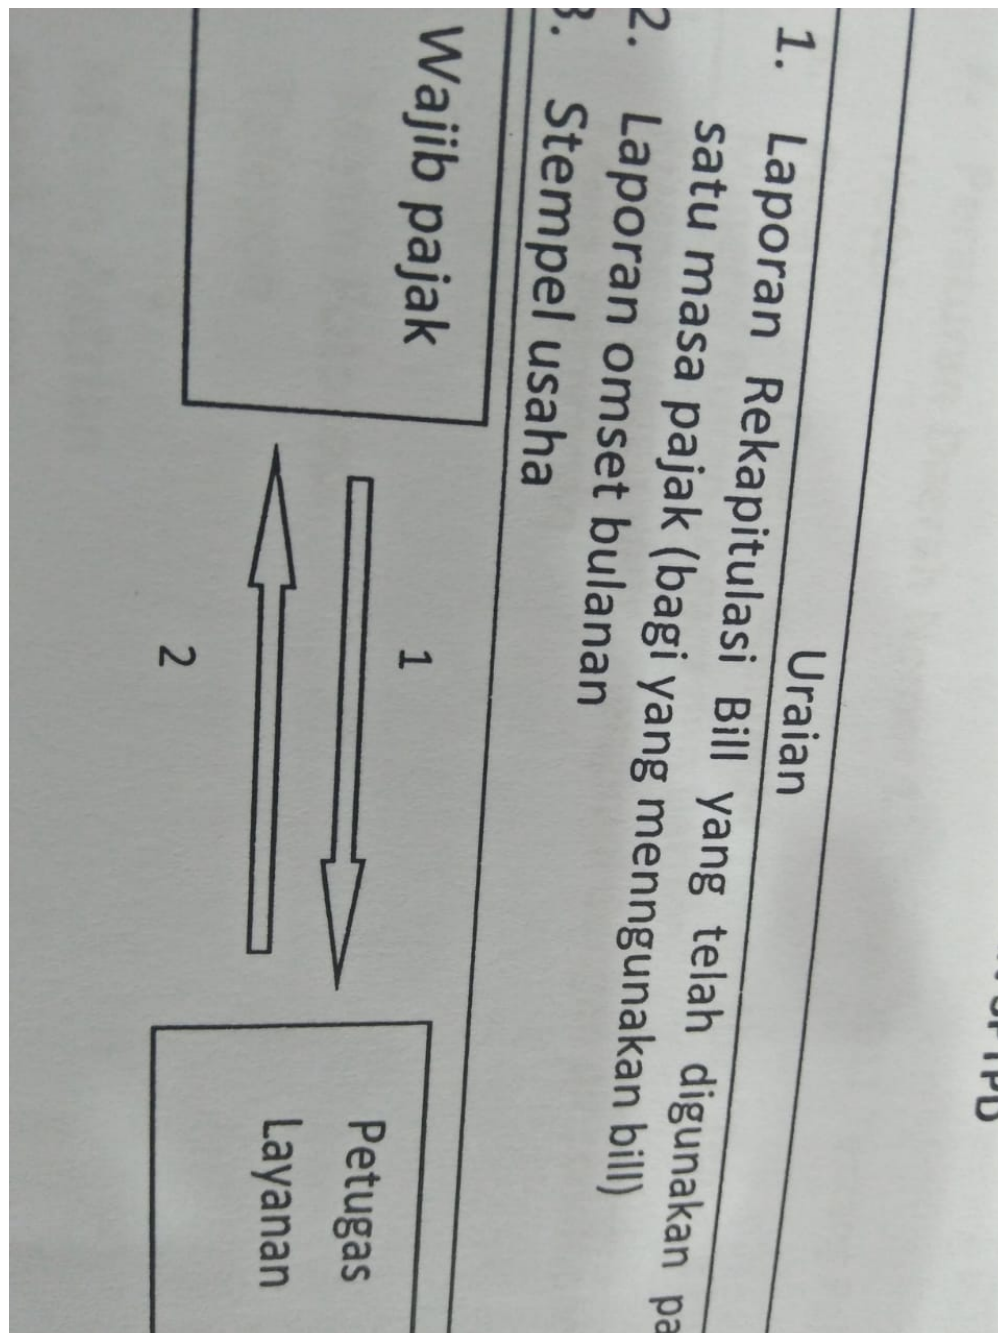 Uraian
1. Laporan Rekapitulasi Bill yang telah digunakan
satu masa pajak (bagi yang menngunakan bill)
2. Laporan omset bulanan
3. Stempel usaha
1
Wajib pajak
Petugas
Layanan
2